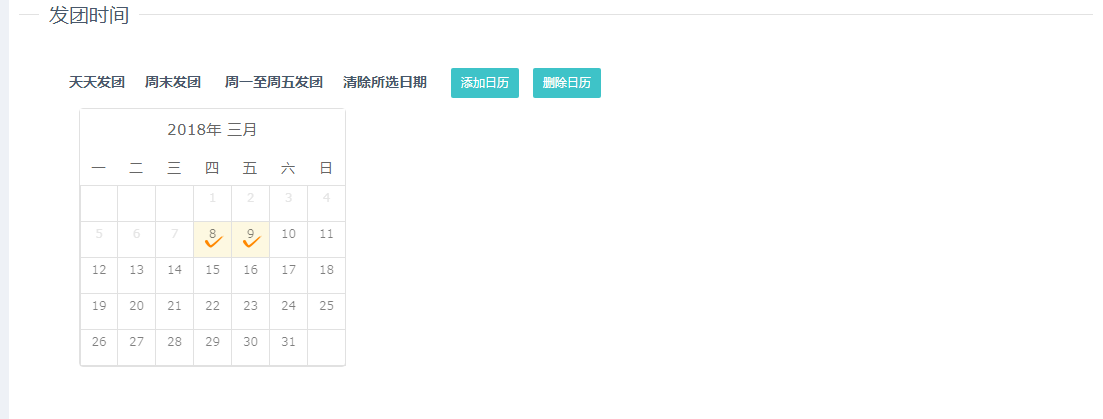 发团时间
天天发团 周末发团 周一至周五发团 清除所选日期 添加日历 删除日历
2018年 三月
一 二 三 四 五 六 日
1 2 3 4
5 6 7 8 9 10 11
12 13 14 15 16 17 18
19 20 21 22 23 24 25
26 27 28 29 30 31